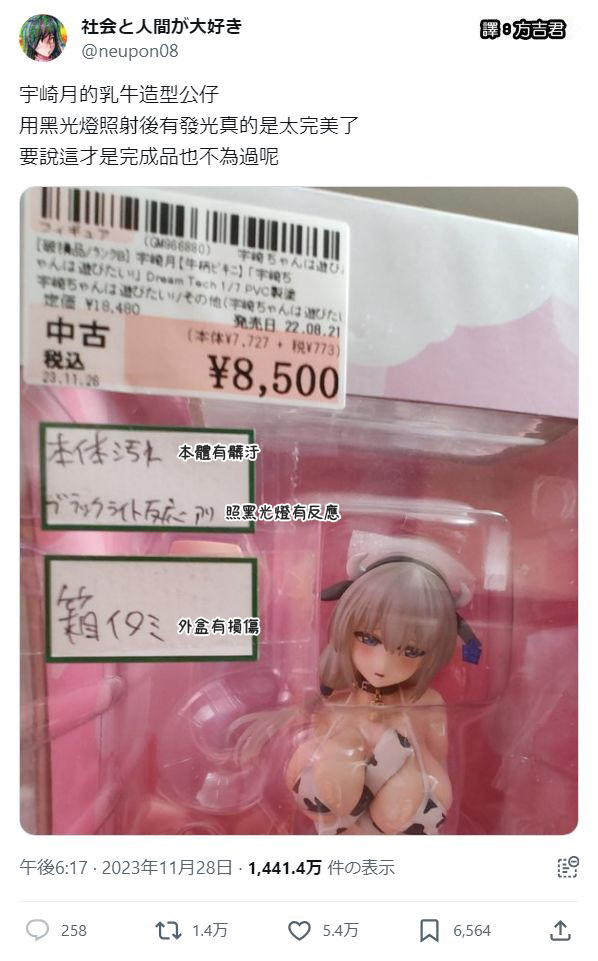 社会と人間が大好き
@neupon08
譯 方吉君
宇崎月的乳牛造型公仔
用黑光燈照射後有發光真的是太完美了
要說這才是完成品也不為過呢
フィギュア
(GM966880) 宇崎ちゃんは遊び
[破損品/ランクB] 宇崎月【牛柄ビキニ】 「宇崎ち
ゃんは遊びたい!」 Dream Tech 1/7 PVC製塗
宇崎ちゃんは遊びたい!/その他(宇崎ちゃんは遊びたい
定価 ¥18,480
発売日 22.08.21
中古
(本体¥7,727 + 税¥773)
税込
¥8,500
23.11.26
本体汚れ 本體有髒汙
ブラックライト反応アリ 照黑光燈有反應
箱イタミ 外盒有損傷
午後6:17 · 2023年11月28日 · 1,441.4万 件の表示
258 1.4万 5.4万 6,564